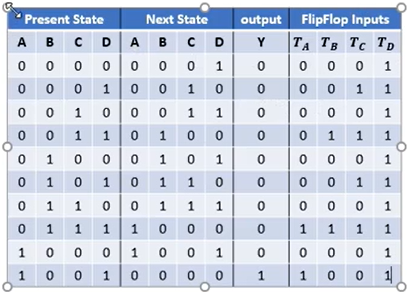 Present State Next State output FlipFlop Inputs
A B C D A B C D Y T_A T_B T_C T_D
0 0 0 0 0 0 0 1 0 0 0 0 1
0 0 0 1 0 0 1 0 0 0 0 1 1
0 0 1 0 0 0 1 1 0 0 0 0 1
0 0 1 1 0 1 0 0 0 0 1 1 1
0 1 0 0 0 1 0 1 0 0 0 0 1
0 1 0 1 0 1 1 0 0 0 0 1 1
0 1 1 0 0 1 1 1 0 0 0 0 1
0 1 1 1 1 0 0 0 0 1 1 1 1
1 0 0 0 1 0 0 1 0 0 0 0 1
1 0 0 1 0 0 0 0 1 1 0 0 1